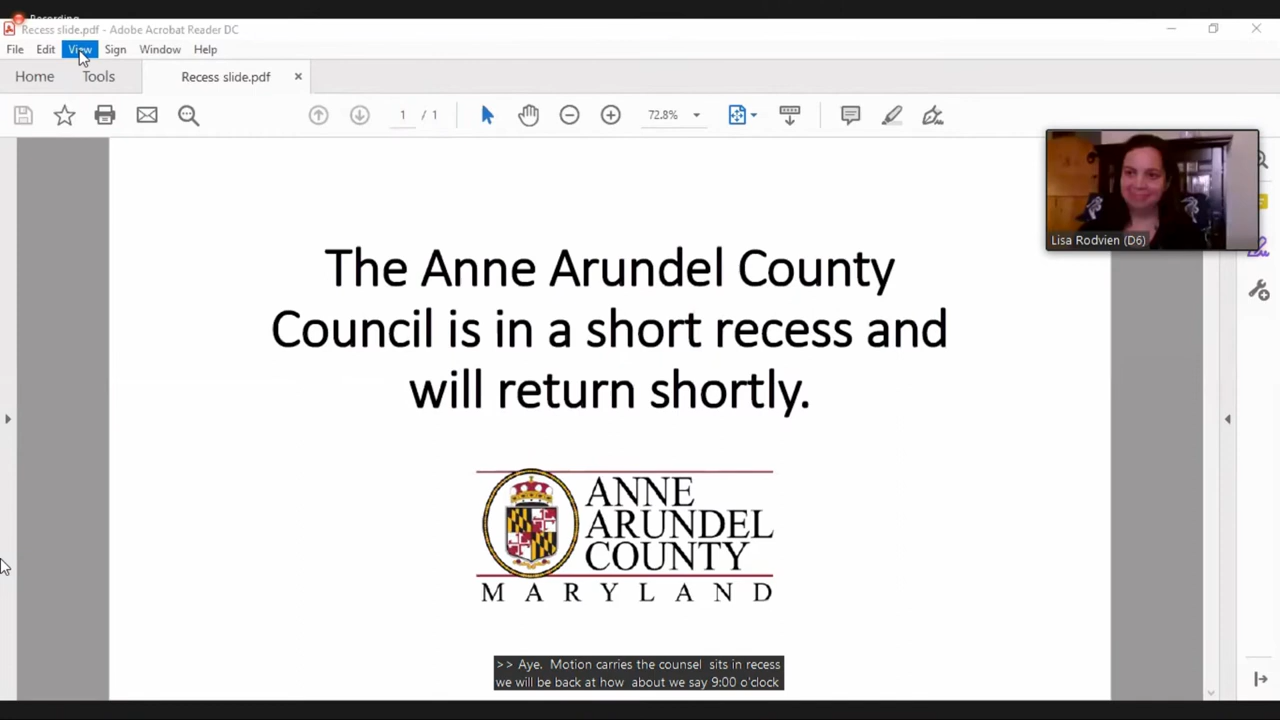 Recording
Recess slide.pdf - Adobe Acrobat Reader DC
File Edit View Sign Window Help
Home Tools Recess slide.pdf
1 / 1 72.8%
Lisa Rodvien (D6)
The Anne Arundel County
Council is in a short recess and
will return shortly.
ANNE
ARUNDEL
COUNTY
MARYLAND
>> Aye. Motion carries the counsel sits in recess
we will be back at how about we say 9:00 o'clock